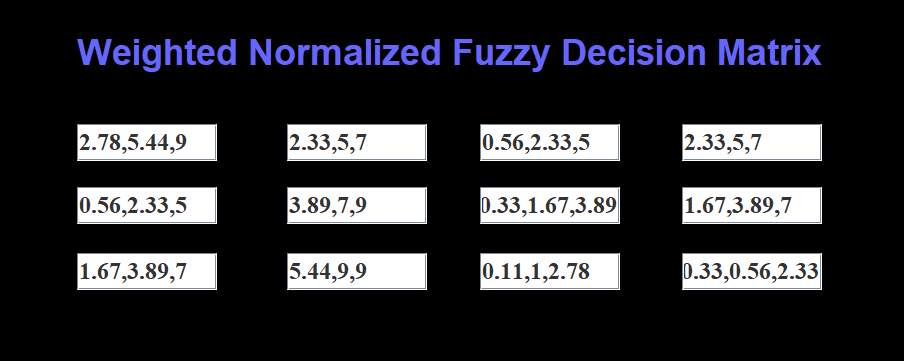 Weighted Normalized Fuzzy Decision Matrix
2.78,5.44,9 2.33,5,7 0.56,2.33,5 2.33,5,7
0.56,2.33,5 3.89,7,9 0.33,1.67,3.89 1.67,3.89,7
1.67,3.89,7 5.44,9,9 0.11,1,2.78 0.33,0.56,2.33